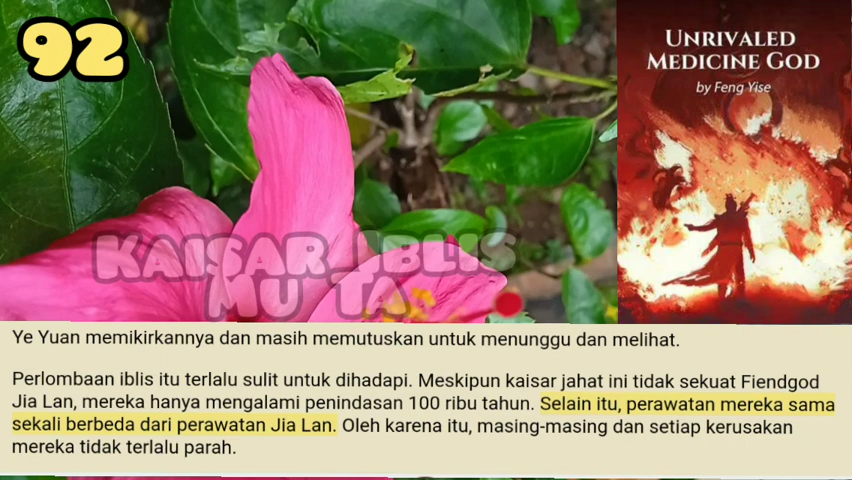 92
UNRIVALED
MEDICINE GOD
by Feng Yise
KAISAR IBLIS
MU TA
Ye Yuan memikirkannya dan masih memutuskan untuk menunggu dan melihat.
Perlombaan iblis itu terlalu sulit untuk dihadapi. Meskipun kaisar jahat ini tidak sekuat Fiendgod
Jia Lan, mereka hanya mengalami penindasan 100 ribu tahun. Selain itu, perawatan mereka sama
sekali berbeda dari perawatan Jia Lan. Oleh karena itu, masing-masing dan setiap kerusakan
mereka tidak terlalu parah.